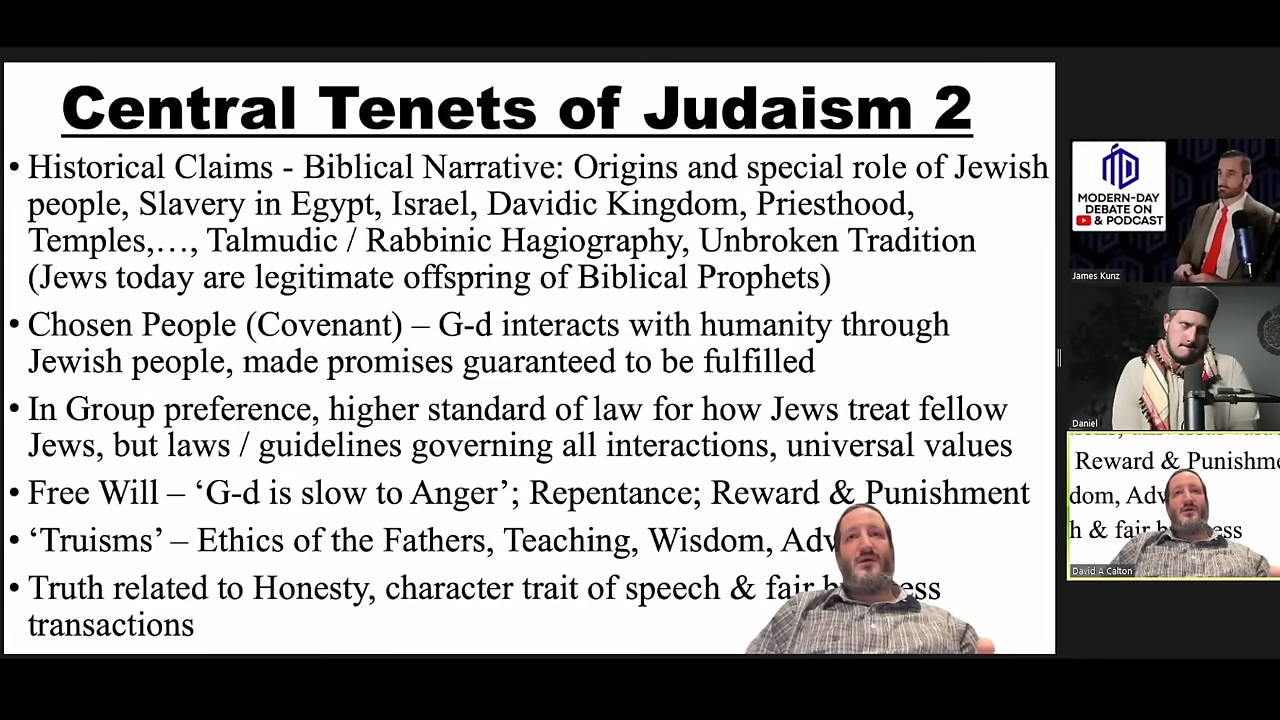 Central Tenets of Judaism 2
• Historical Claims - Biblical Narrative: Origins and special role of Jewish
people, Slavery in Egypt, Israel, Davidic Kingdom, Priesthood,
Temples,…, Talmudic / Rabbinic Hagiography, Unbroken Tradition
(Jews today are legitimate offspring of Biblical Prophets)
• Chosen People (Covenant) – G-d interacts with humanity through
Jewish people, made promises guaranteed to be fulfilled
• In Group preference, higher standard of law for how Jews treat fellow
Jews, but laws / guidelines governing all interactions, universal values
• Free Will – ‘G-d is slow to Anger’; Repentance; Reward & Punishment
• ‘Truisms’ – Ethics of the Fathers, Teaching, Wisdom,
• Truth related to Honesty, character trait of speech & fair
transactions
MODERN-DAY
DEBATE ON
& PODCAST
James Kunz
Daniel
Reward &
& fair
David A Calton